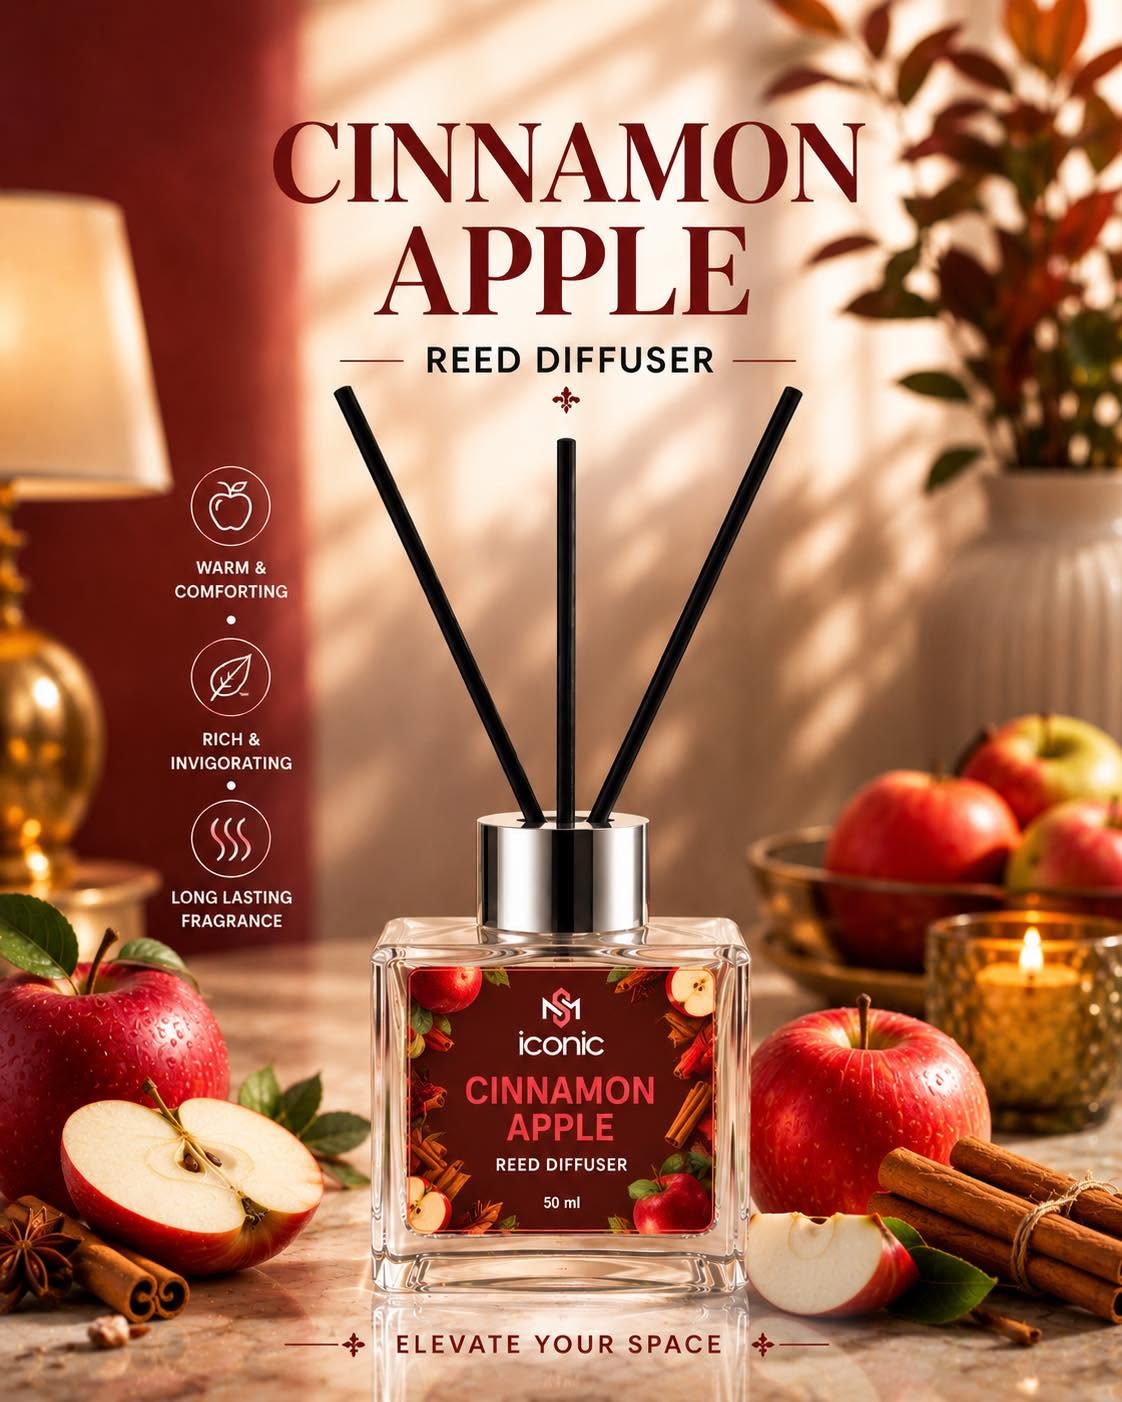 CINNAMON
APPLE
REED DIFFUSER
WARM &
COMFORTING
RICH &
INVIGORATING
LONG LASTING
FRAGRANCE
SM
iconic
CINNAMON
APPLE
REED DIFFUSER
50 ml
ELEVATE YOUR SPACE